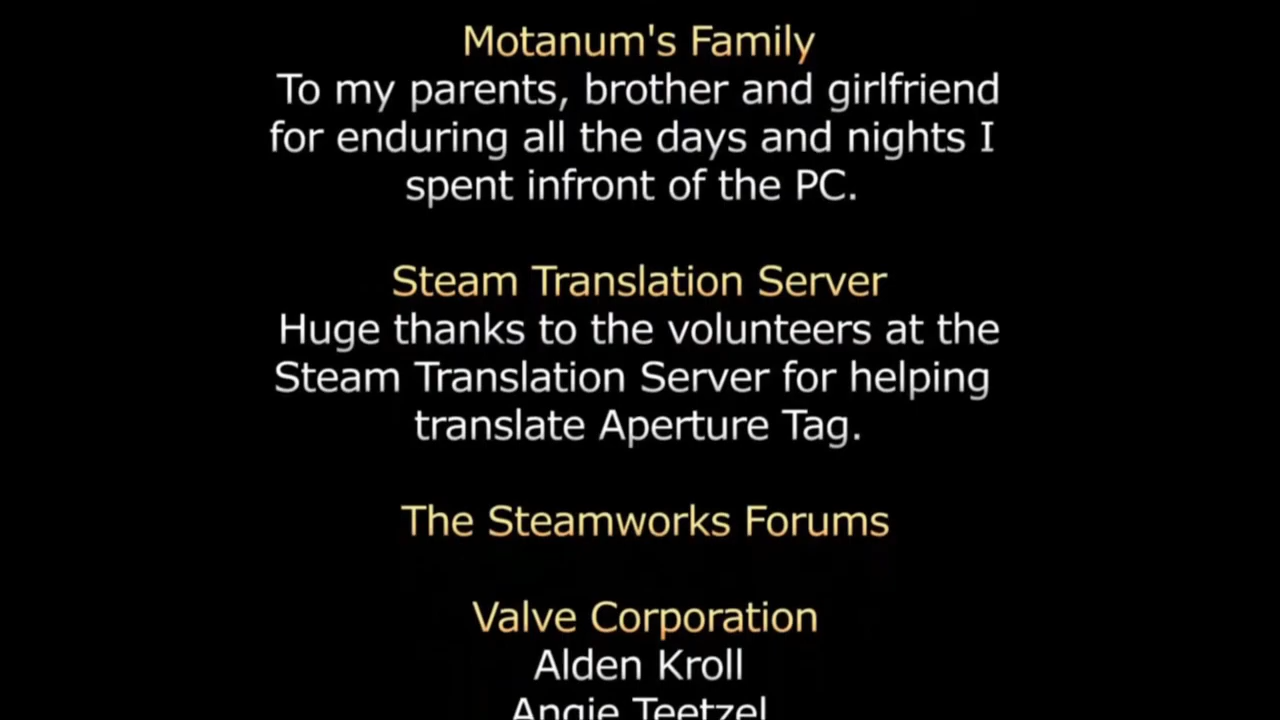 Motanum's Family
To my parents, brother and girlfriend
for enduring all the days and nights I
spent infront of the PC.
Steam Translation Server
Huge thanks to the volunteers at the
Steam Translation Server for helping
translate Aperture Tag.
The Steamworks Forums
Valve Corporation
Alden Kroll
Angie Teetzel